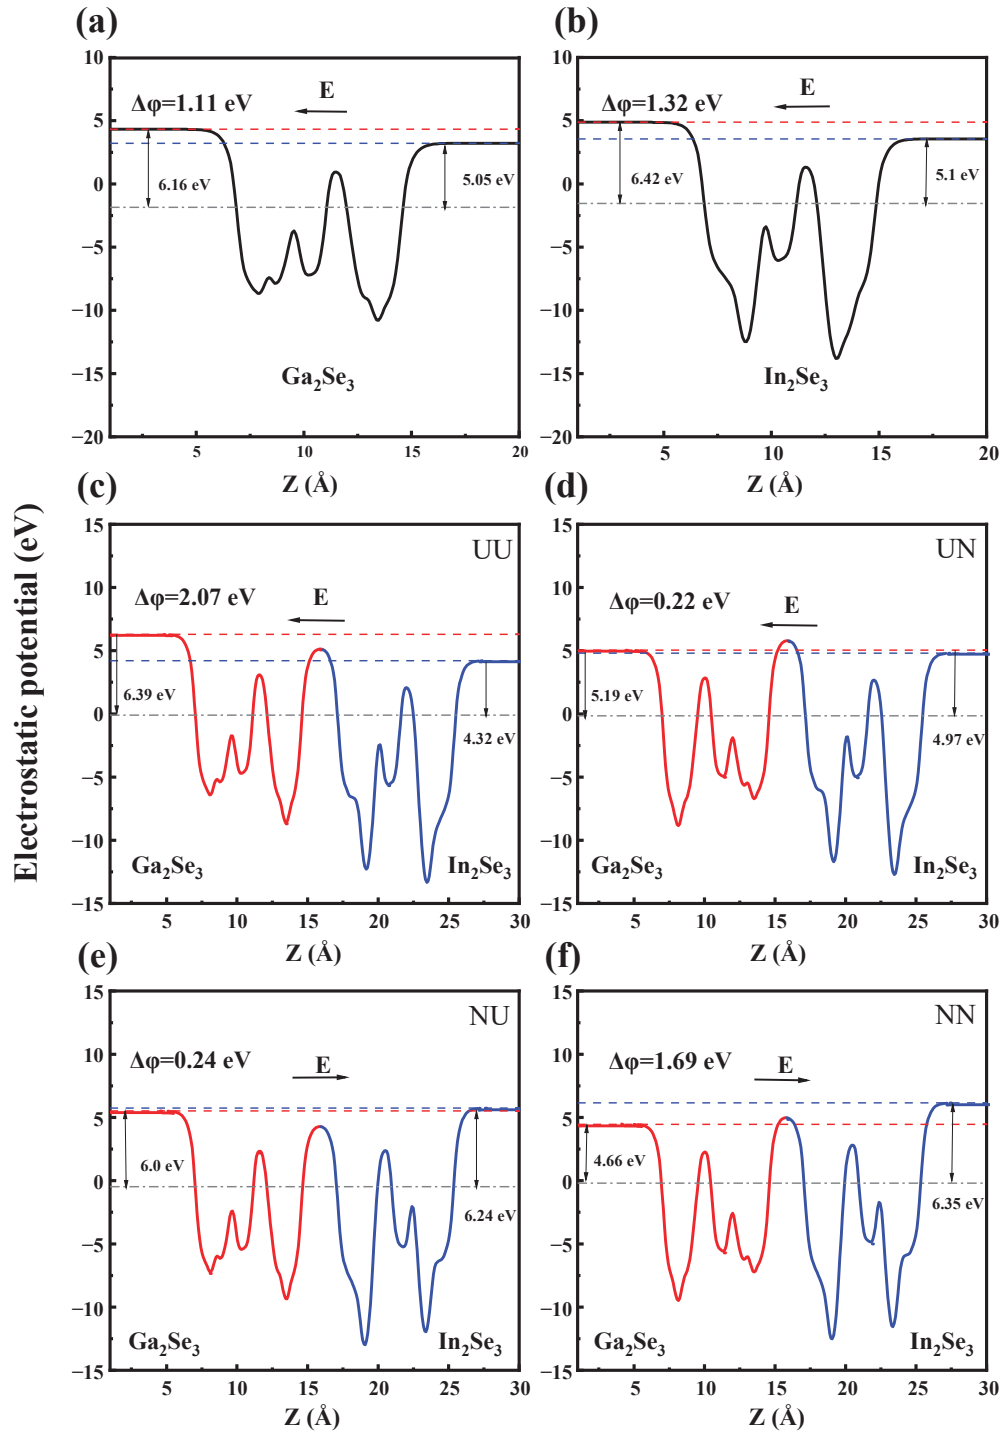 (a)
10
5
0
−5
−10
−15
−20
Δφ=1.11 eV
E
6.16 eV
5.05 eV
Ga₂Se₃
5
10
15
20
Z (Å)
(b)
10
5
0
−5
−10
−15
−20
Δφ=1.32 eV
E
6.42 eV
5.1 eV
In₂Se₃
5
10
15
20
Z (Å)
Electrostatic potential (eV)
(c)
15
10
5
0
−5
−10
−15
UU
Δφ=2.07 eV
E
6.39 eV
4.32 eV
Ga₂Se₃
In₂Se₃
5
10
15
20
25
30
Z (Å)
(d)
15
10
5
0
−5
−10
−15
UN
Δφ=0.22 eV
E
5.19 eV
4.97 eV
Ga₂Se₃
In₂Se₃
5
10
15
20
25
30
Z (Å)
(e)
15
10
5
0
−5
−10
−15
NU
Δφ=0.24 eV
E
6.0 eV
6.24 eV
Ga₂Se₃
In₂Se₃
5
10
15
20
25
30
Z (Å)
(f)
15
10
5
0
−5
−10
−15
NN
Δφ=1.69 eV
E
4.66 eV
6.35 eV
Ga₂Se₃
In₂Se₃
5
10
15
20
25
30
Z (Å)